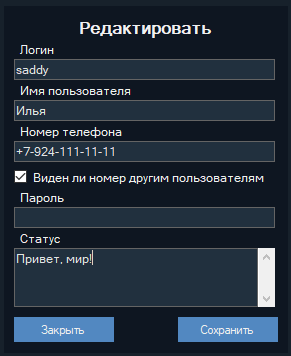 Редактировать
Логин
saddy
Имя пользователя
Илья
Номер телефона
+7-924-111-11-11
Виден ли номер другим пользователям
Пароль
Статус
Привет, мир!
Закрыть Сохранить